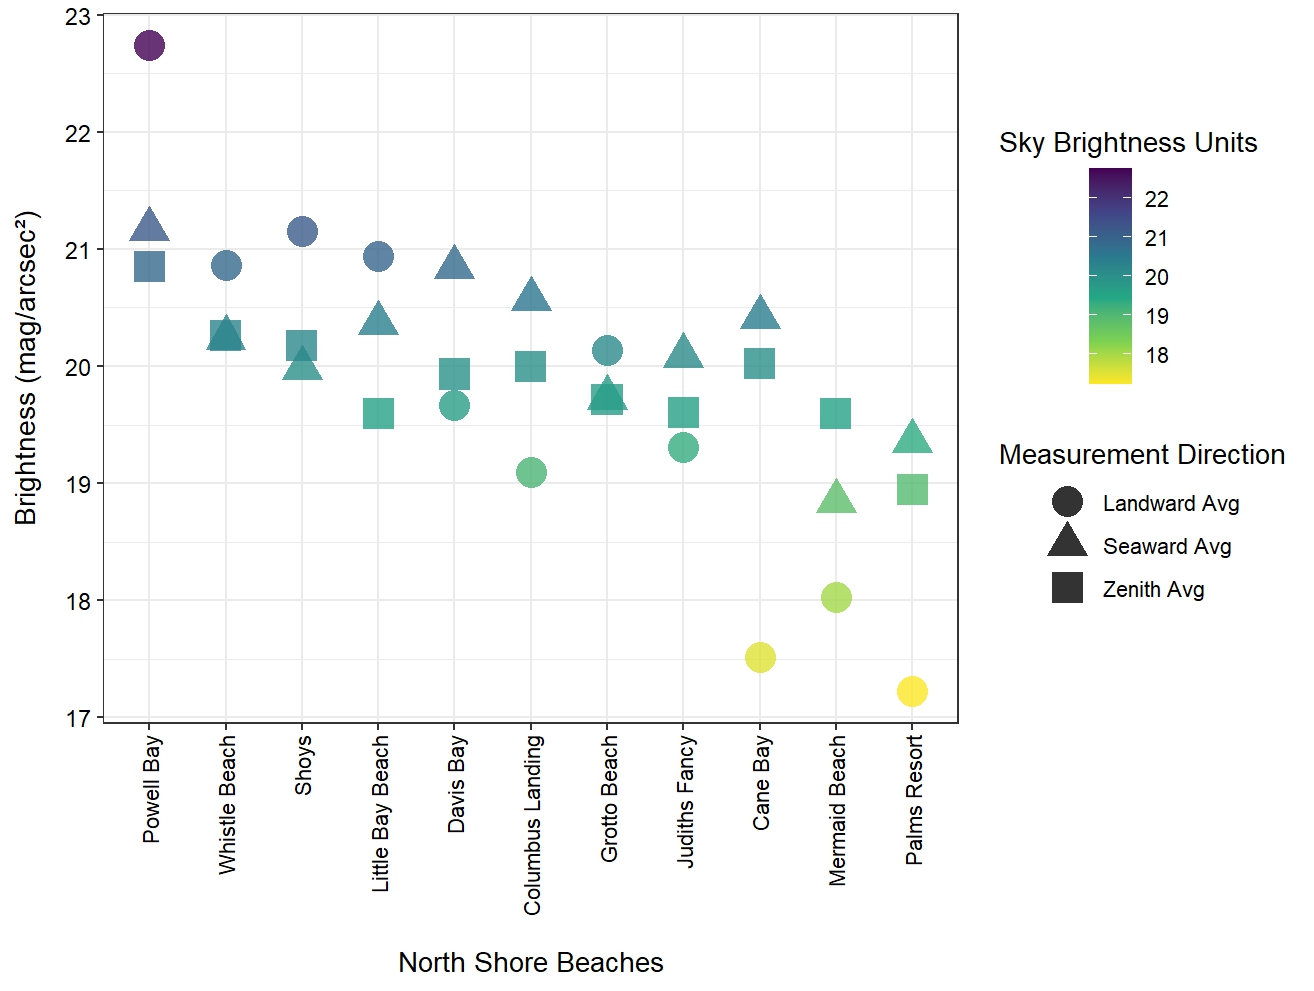 23
22
21
20
19
18
17
Brightness (mag/arcsec²)
Powell Bay
Whistle Beach
Shoys
Little Bay Beach
Davis Bay
Columbus Landing
Grotto Beach
Judiths Fancy
Cane Bay
Mermaid Beach
Palms Resort
North Shore Beaches
Sky Brightness Units
22
21
20
19
18
Measurement Direction
Landward Avg
Seaward Avg
Zenith Avg